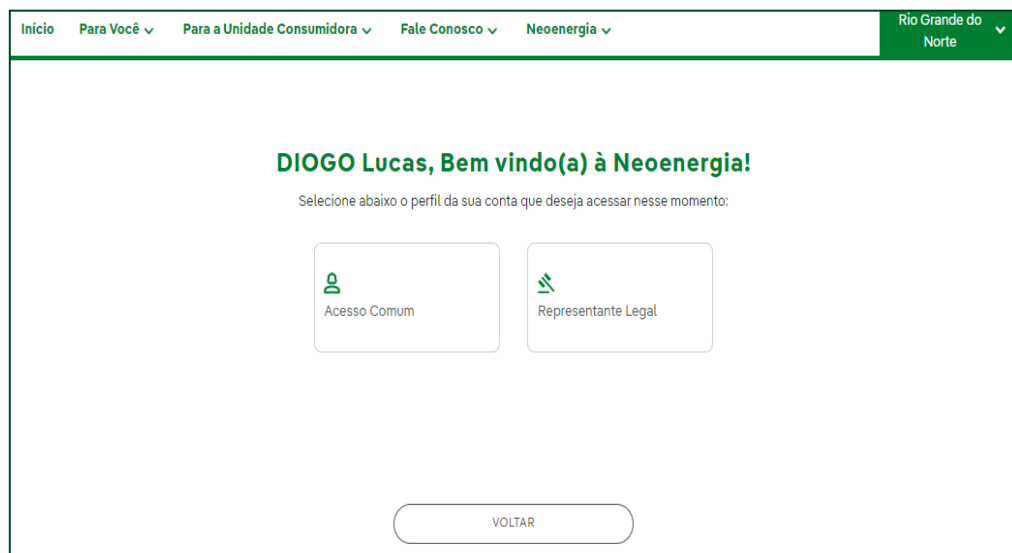 Início Para Você Para a Unidade Consumidora Fale Conosco Neoenergia Rio Grande do
Norte
DIOGO Lucas, Bem vindo(a) à Neoenergia!
Selecione abaixo o perfil da sua conta que deseja acessar nesse momento:
Acesso Comum Representante Legal
VOLTAR